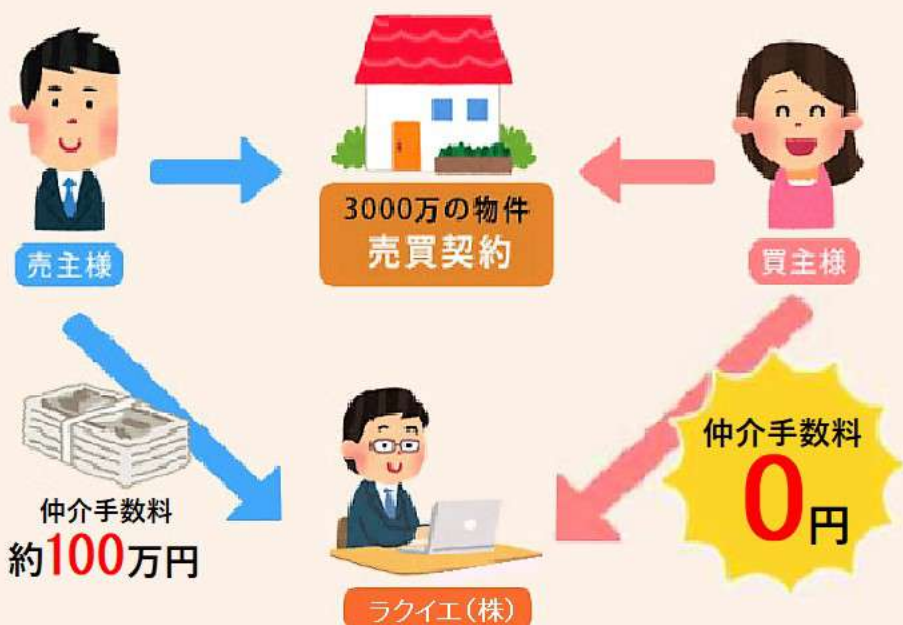 3000万の物件
売買契約
売主様
買主様
仲介手数料
約100万円
仲介手数料
0円
ラクイエ(株)